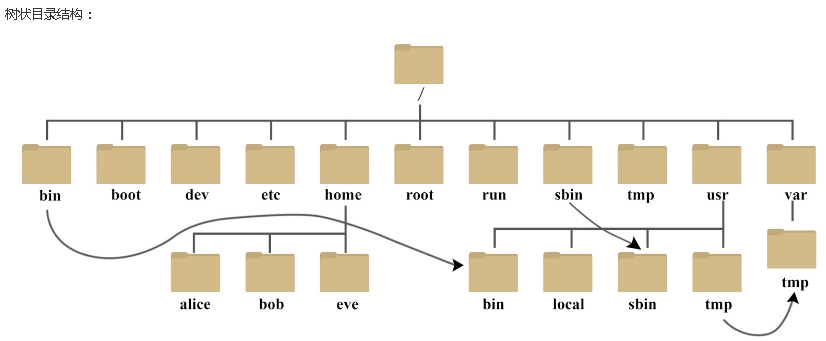 树状目录结构：
/
bin boot dev etc home root run sbin tmp usr var
alice bob eve bin local sbin tmp tmp